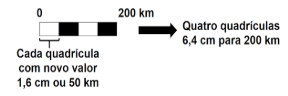 0 200 km
Quatro quadrículas
6,4 cm para 200 km
Cada quadrícula
com novo valor
1,6 cm ou 50 km